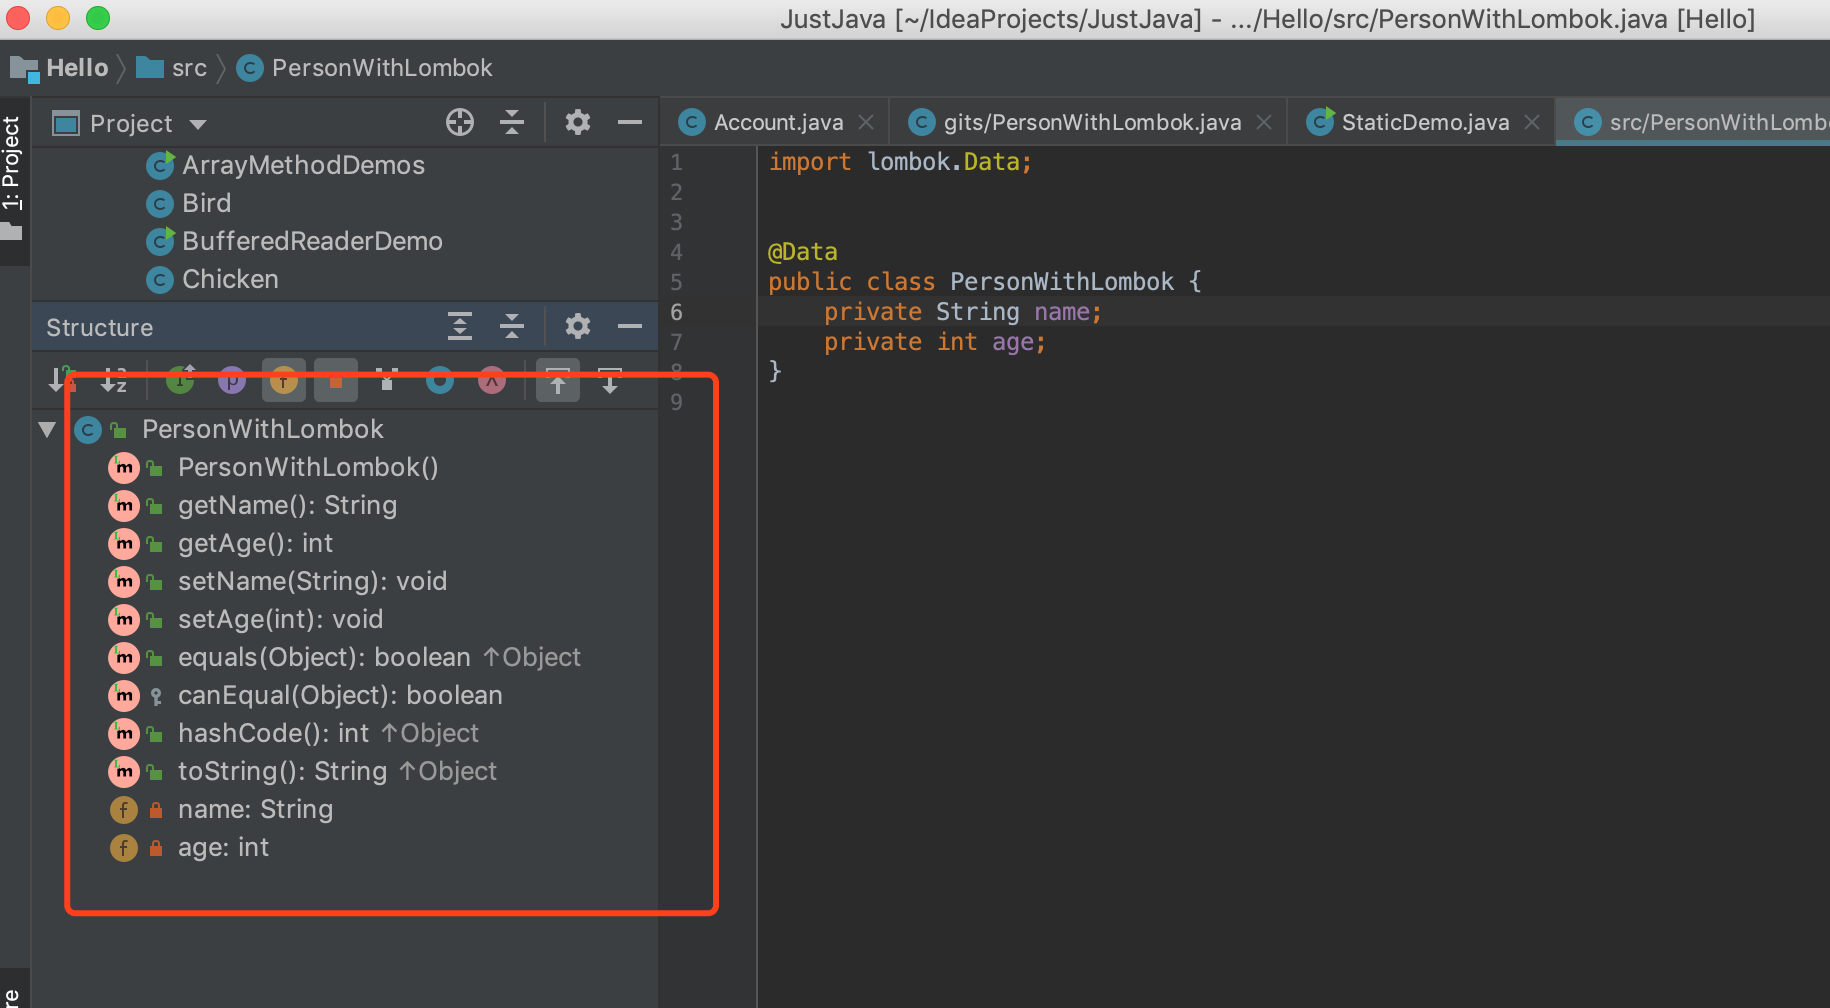 JustJava [~/IdeaProjects/JustJava] - .../Hello/src/PersonWithLombok.java [Hello]
Hello src PersonWithLombok
1: Project
Project
ArrayMethodDemos
Bird
BufferedReaderDemo
Chicken
Structure
PersonWithLombok
PersonWithLombok()
getName(): String
getAge(): int
setName(String): void
setAge(int): void
equals(Object): boolean ↑Object
canEqual(Object): boolean
hashCode(): int ↑Object
toString(): String ↑Object
name: String
age: int
Account.java gits/PersonWithLombok.java StaticDemo.java src/PersonWithLomb
1 import lombok.Data;
2
3
4 @Data
5 public class PersonWithLombok {
6 private String name;
7 private int age;
8 }
9